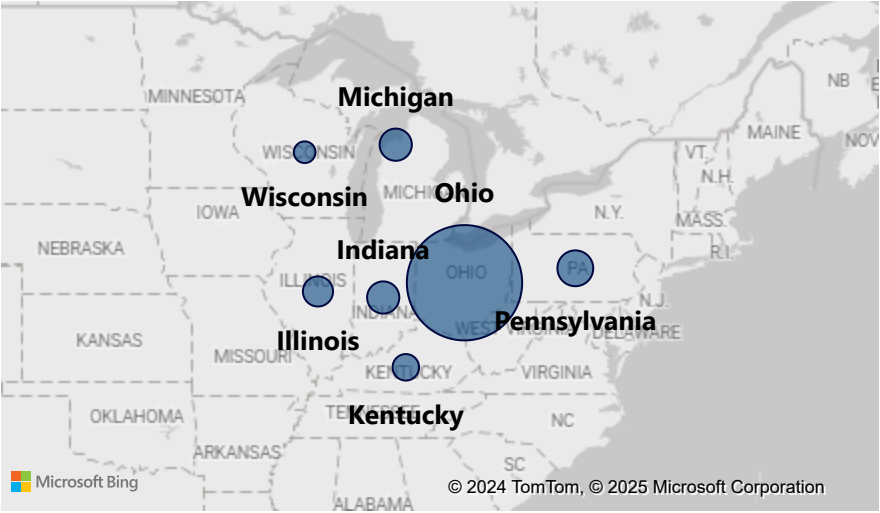 NB
MINNESOTA
Michigan
MAINE
NOV
WISCONSIN
VT.
N.H.
Wisconsin
MICHIG
Ohio
IOWA
N.Y.
MASS.
NEBRASKA
Indiana
R.I.
ILLINOIS
OHIO
PA
N.J.
INDIANA
Pennsylvania
WEST VIRGINIA
DELAWARE
KANSAS
Illinois
MISSOURI
KENTUCKY
VIRGINIA
OKLAHOMA
TENNESSEE
Kentucky
NC
ARKANSAS
SC
Microsoft Bing
© 2024 TomTom, © 2025 Microsoft Corporation
ALABAMA